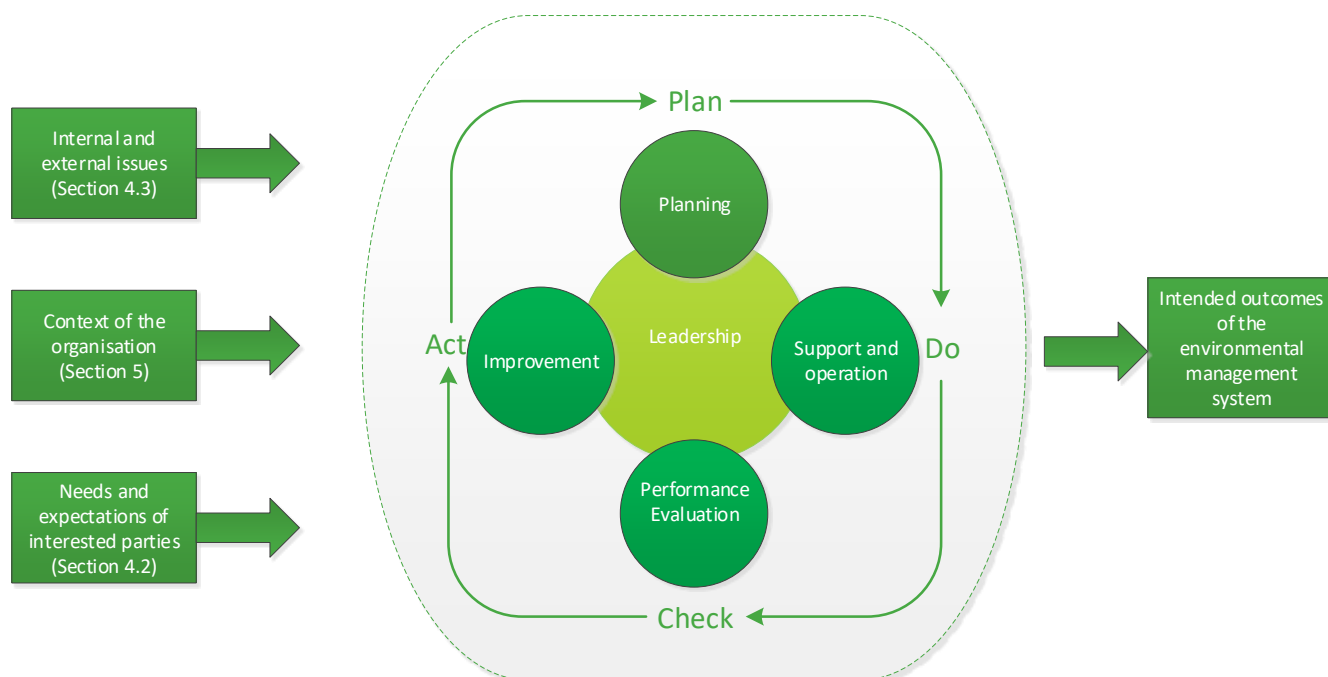 Internal and
external issues
(Section 4.3)
Context of the
organisation
(Section 5)
Needs and
expectations of
interested parties
(Section 4.2)
Plan
Planning
Act
Improvement
Leadership
Support and
operation
Do
Performance
Evaluation
Check
Intended outcomes
of the
environmental
management
system